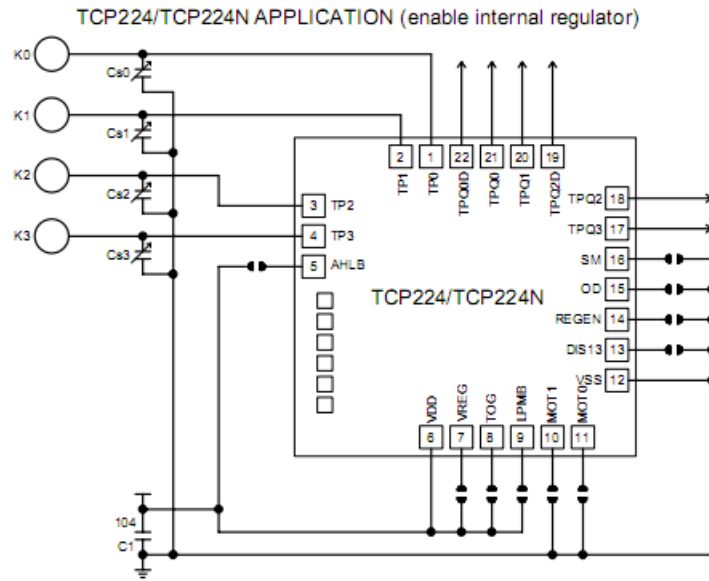 TCP224/TCP224N APPLICATION (enable internal regulator)
K0
Cs0
K1
Cs1
2 1 22 21 20 19
TP1 TP0 TPQ0D TPQ0 TPQ1 TPQ2D
K2
Cs2
3 TP2
TPQ2 18
K3
Cs3
4 TP3
TPQ3 17
5 AHLB
SM 16
TCP224/TCP224N
OD 15
REGEN 14
DIS13 13
VSS 12
VDD VREG TOG LPMB MOT1 MOT0
6 7 8 9 10 11
104
C1